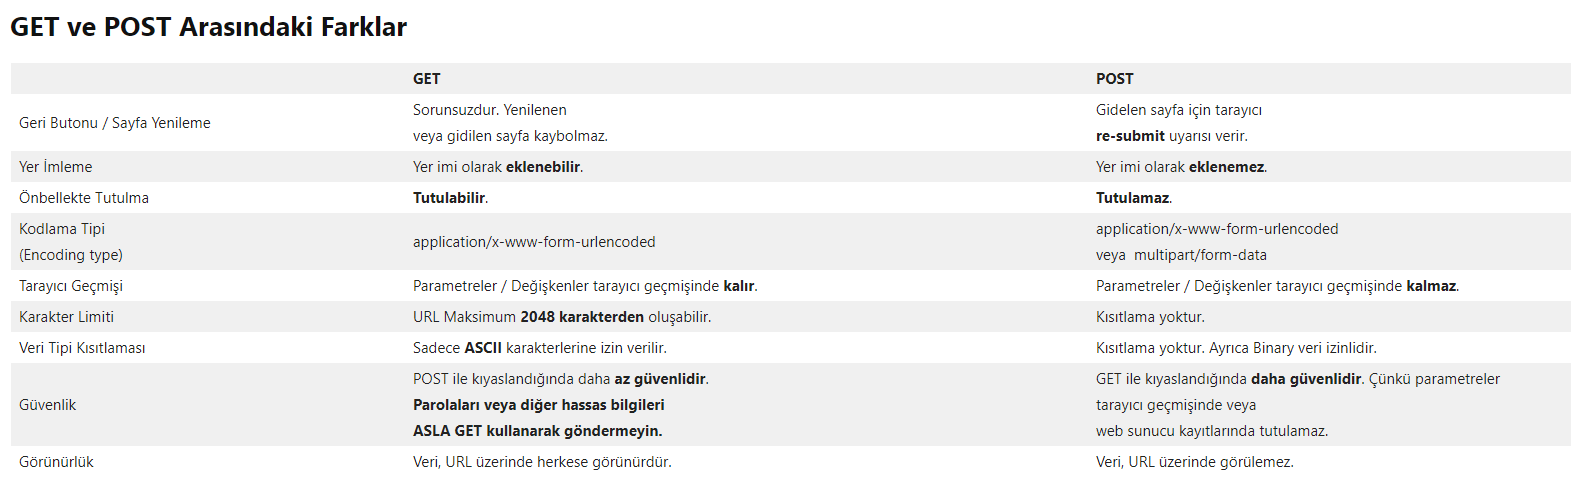 GET ve POST Arasındaki Farklar
GET POST
Geri Butonu / Sayfa Yenileme
Sorunsuzdur. Yenilenen
veya gidilen sayfa kaybolmaz.
Gidelen sayfa için tarayıcı
re-submit uyarısı verir.
Yer İmleme
Yer imi olarak eklenebilir.
Yer imi olarak eklenemez.
Önbellekte Tutulma
Tutulabilir.
Tutulamaz.
Kodlama Tipi
(Encoding type)
application/x-www-form-urlencoded
application/x-www-form-urlencoded
veya multipart/form-data
Tarayıcı Geçmişi
Parametreler / Değişkenler tarayıcı geçmişinde kalır.
Parametreler / Değişkenler tarayıcı geçmişinde kalmaz.
Karakter Limiti
URL Maksimum 2048 karakterden oluşabilir.
Kısıtlama yoktur.
Veri Tipi Kısıtlaması
Sadece ASCII karakterlerine izin verilir.
Kısıtlama yoktur. Ayrıca Binary veri izinlidir.
Güvenlik
POST ile kıyaslandığında daha az güvenlidir.
Parolaları veya diğer hassas bilgileri
ASLA GET kullanarak göndermeyin.
GET ile kıyaslandığında daha güvenlidir. Çünkü parametreler
tarayıcı geçmişinde veya
web sunucu kayıtlarında tutulamaz.
Görünürlük
Veri, URL üzerinde herkese görünürdür.
Veri, URL üzerinde görülemez.